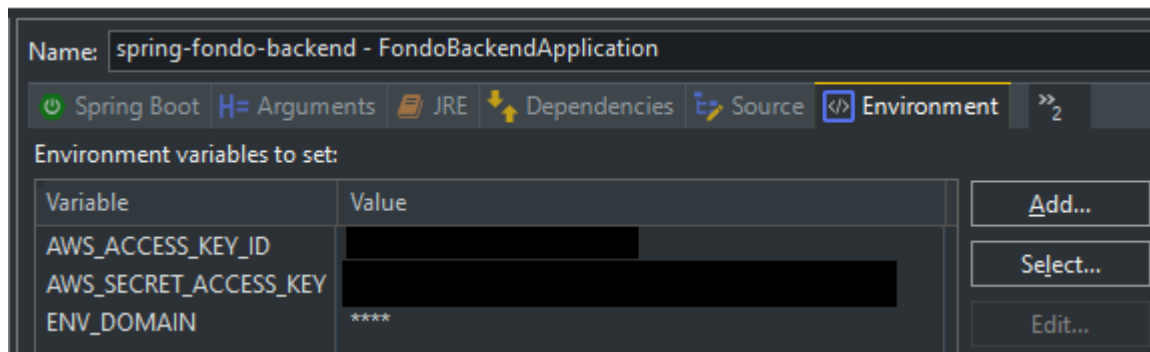 Name: spring-fondo-backend - FondoBackendApplication
Spring Boot H= Arguments JRE Dependencies Source Environment »2
Environment variables to set:
Variable Value
Add...
AWS_ACCESS_KEY_ID
Select...
AWS_SECRET_ACCESS_KEY
ENV_DOMAIN ****
Edit...